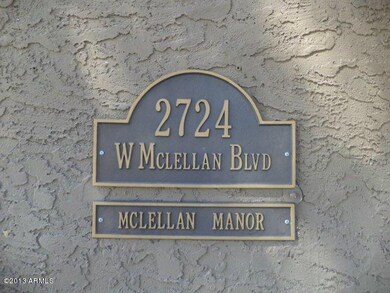 2724
W MCLELLAN BLVD
MCLELLAN MANOR
©2013 ARMLS